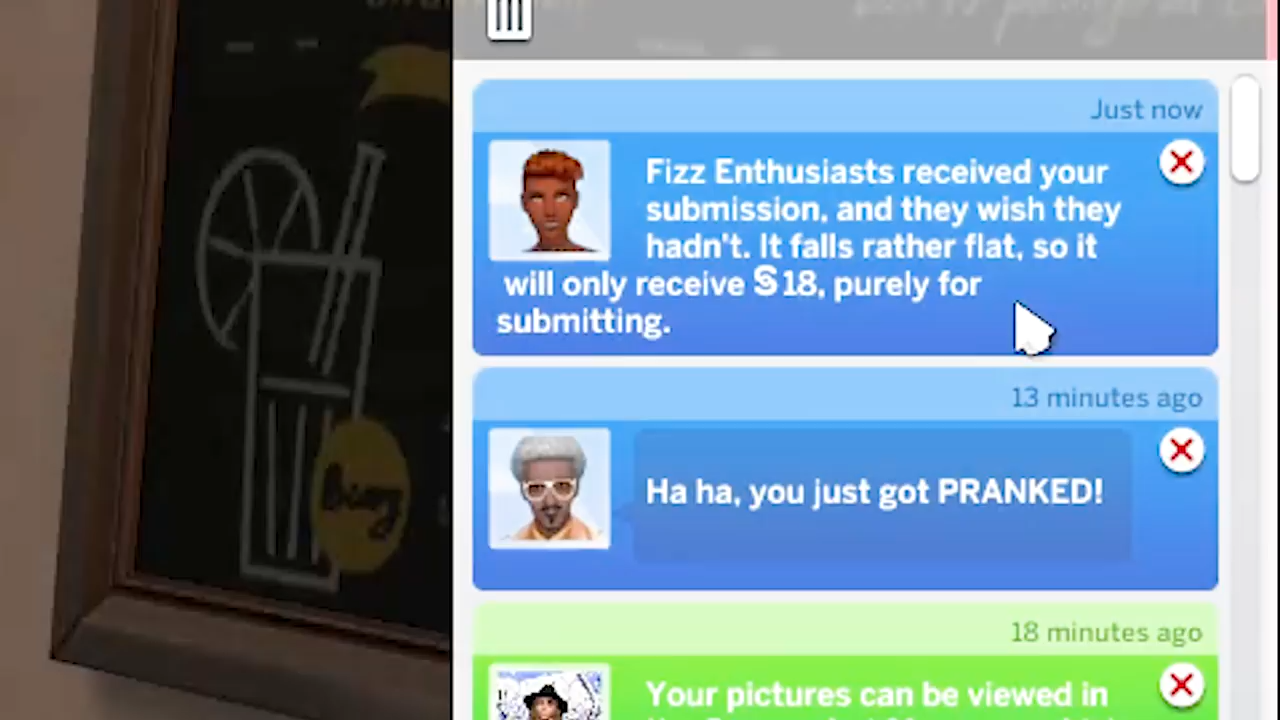 Just now
Fizz Enthusiasts received your
submission, and they wish they
hadn't. It falls rather flat, so it
will only receive §18, purely for
submitting.
13 minutes ago
Ha ha, you just got PRANKED!
18 minutes ago
Your pictures can be viewed in